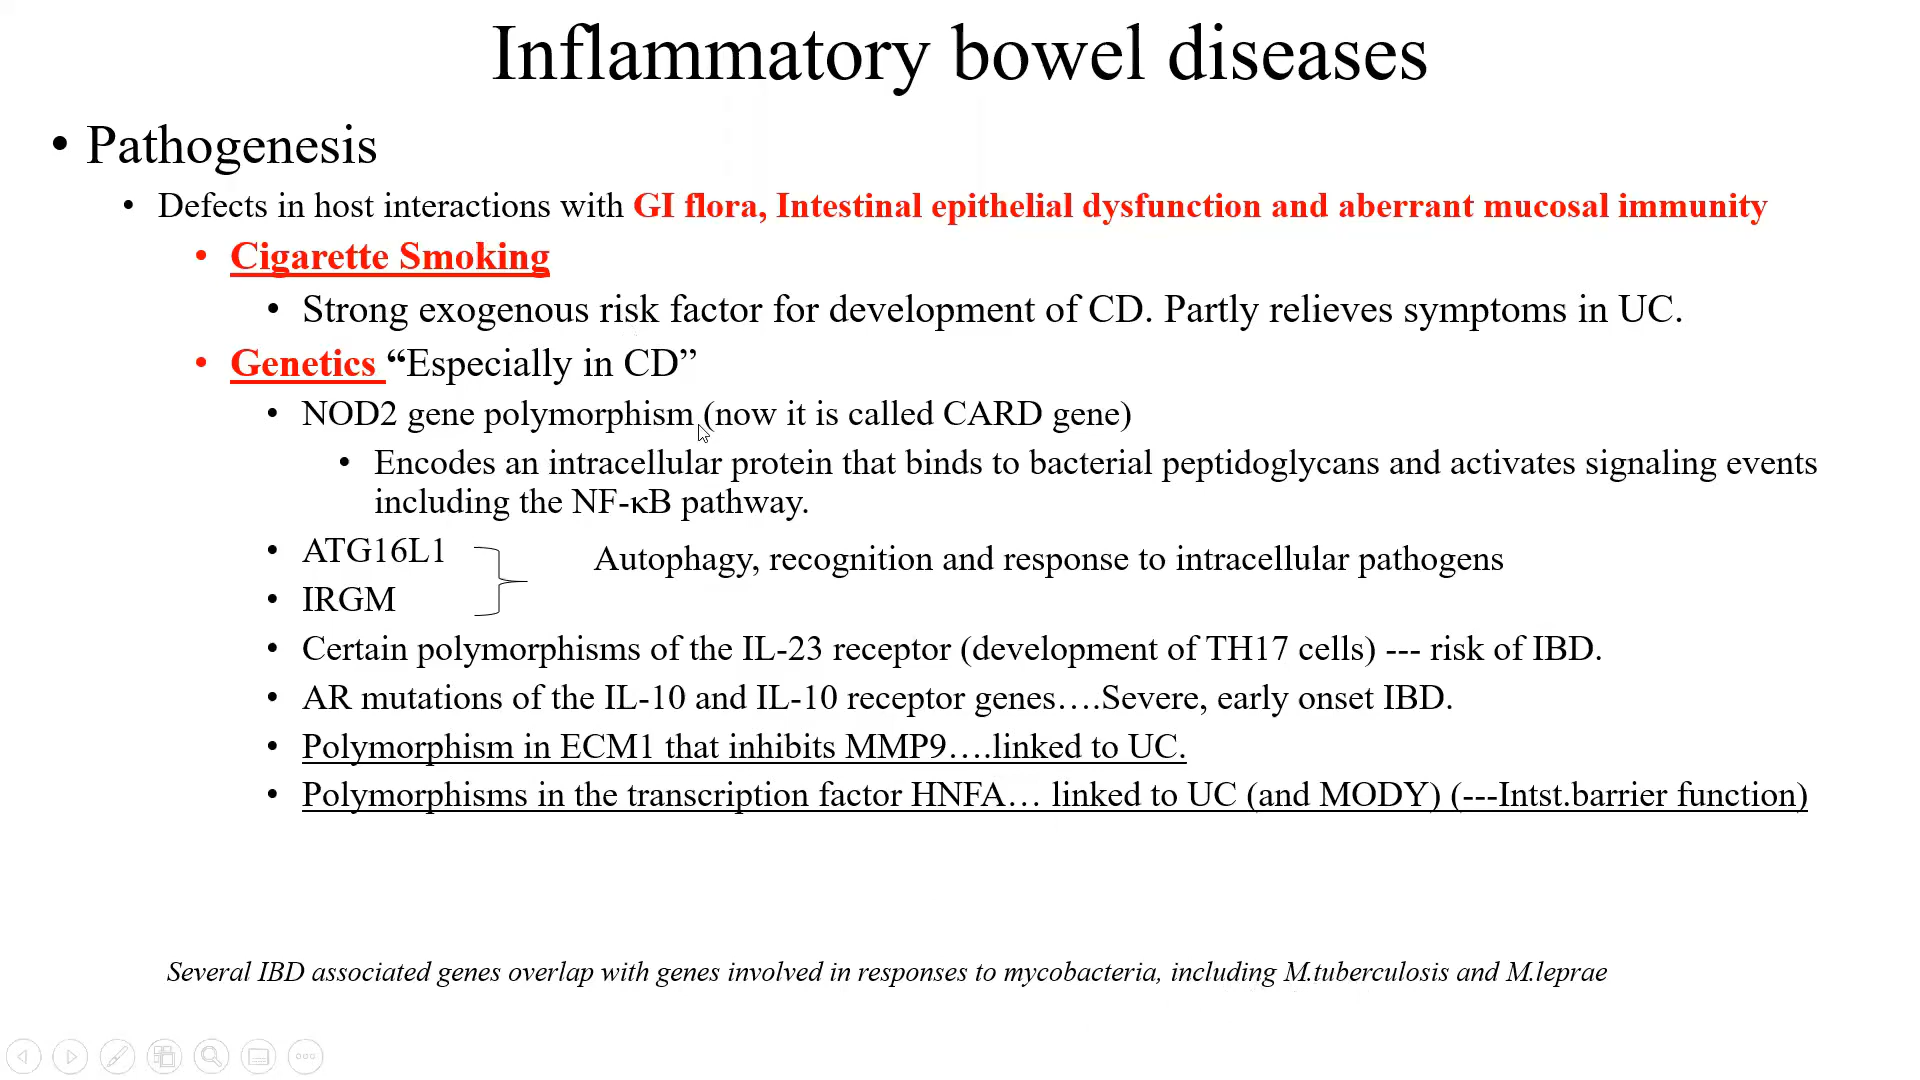 Inflammatory bowel diseases
• Pathogenesis
• Defects in host interactions with GI flora, Intestinal epithelial dysfunction and aberrant mucosal immunity
• Cigarette Smoking
• Strong exogenous risk factor for development of CD. Partly relieves symptoms in UC.
• Genetics “Especially in CD”
• NOD2 gene polymorphism (now it is called CARD gene)
• Encodes an intracellular protein that binds to bacterial peptidoglycans and activates signaling events
including the NF-κB pathway.
• ATG16L1
Autophagy, recognition and response to intracellular pathogens
• IRGM
• Certain polymorphisms of the IL-23 receptor (development of TH17 cells) --- risk of IBD.
• AR mutations of the IL-10 and IL-10 receptor genes….Severe, early onset IBD.
• Polymorphism in ECM1 that inhibits MMP9….linked to UC.
• Polymorphisms in the transcription factor HNFA… linked to UC (and MODY) (---Intst.barrier function)
Several IBD associated genes overlap with genes involved in responses to mycobacteria, including M.tuberculosis and M.leprae